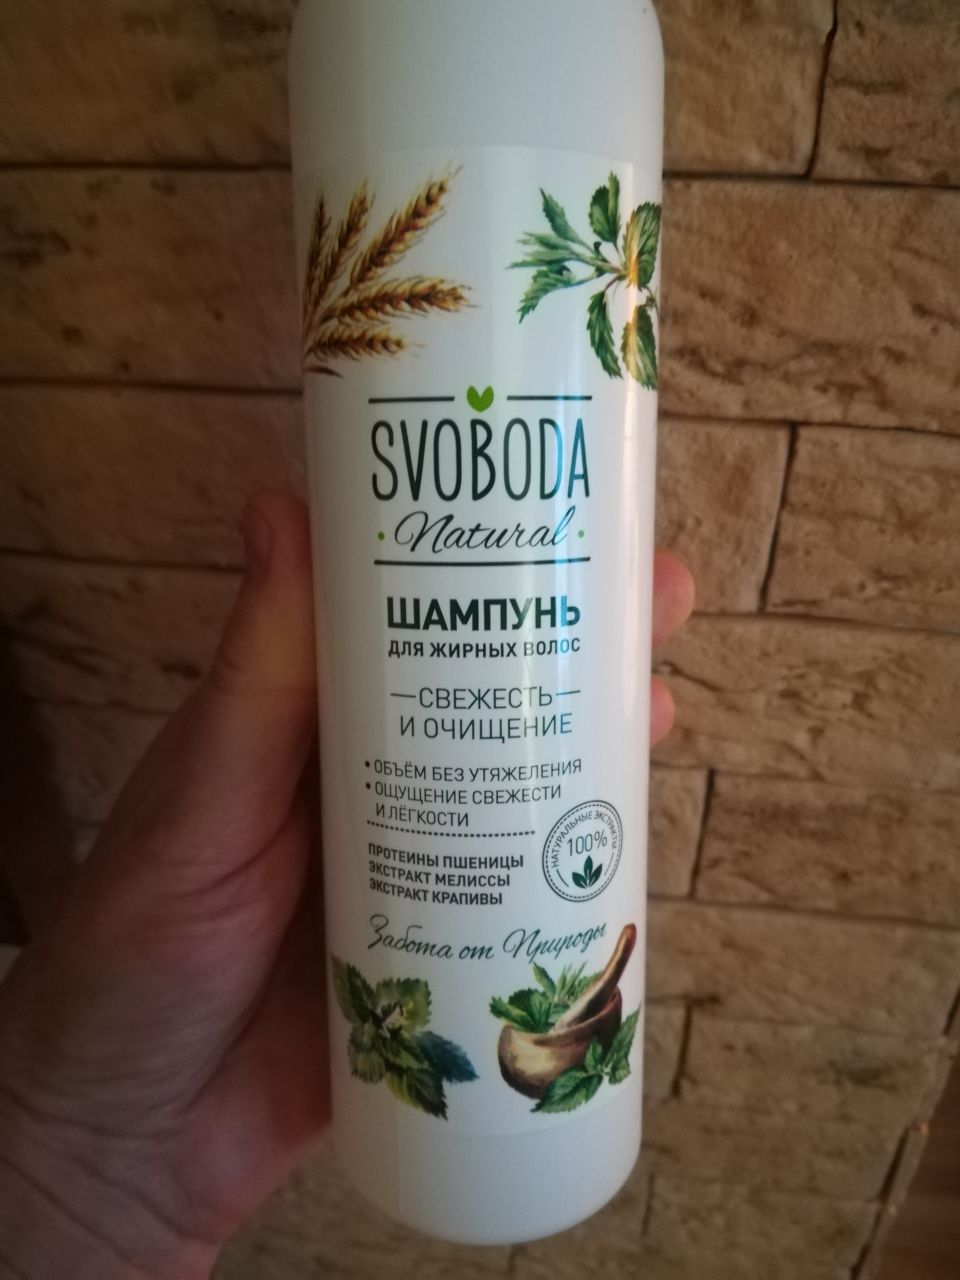 SVOBODA
Natural
ШАМПУНЬ
ДЛЯ ЖИРНЫХ ВОЛОС
СВЕЖЕСТЬ
И ОЧИЩЕНИЕ
• ОБЪЁМ БЕЗ УТЯЖЕЛЕНИЯ
• ОЩУЩЕНИЕ СВЕЖЕСТИ
И ЛЁГКОСТИ
НАТУРАЛЬНЫЕ ЭКСТРАКТЫ
100%
ПРОТЕИНЫ ПШЕНИЦЫ
ЭКСТРАКТ МЕЛИССЫ
ЭКСТРАКТ КРАПИВЫ
Забота от Природы